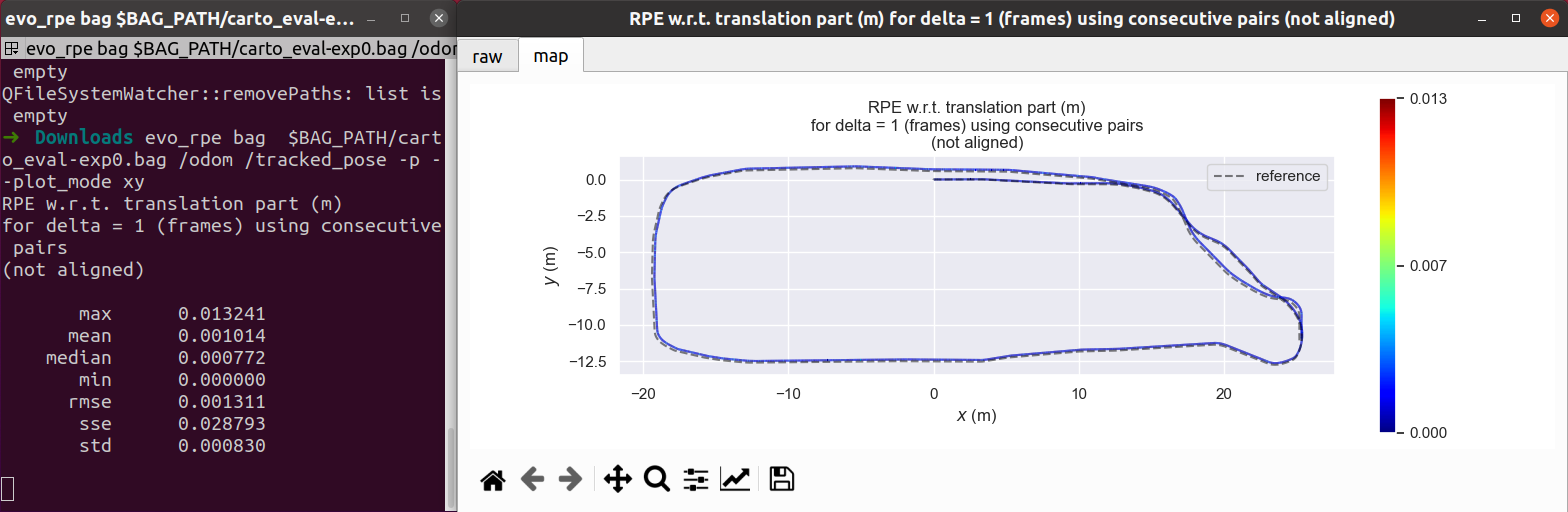 evo_rpe bag $BAG_PATH/carto_eval-e...
evo_rpe bag $BAG_PATH/carto_eval-exp0.bag /odom
 empty
QFileSystemWatcher::removePaths: list is
 empty
➜ Downloads evo_rpe bag  $BAG_PATH/cart
o_eval-exp0.bag /odom /tracked_pose -p -
-plot_mode xy
RPE w.r.t. translation part (m)
for delta = 1 (frames) using consecutive
 pairs
(not aligned)
max 0.013241
mean 0.001014
median 0.000772
min 0.000000
rmse 0.001311
sse 0.028793
std 0.000830
RPE w.r.t. translation part (m) for delta = 1 (frames) using consecutive pairs (not aligned)
raw
map
RPE w.r.t. translation part (m)
for delta = 1 (frames) using consecutive pairs
(not aligned)
reference
0.0
−2.5
−5.0
−7.5
−10.0
−12.5
y (m)
−20
−10
0
10
20
x (m)
0.013
0.007
0.000